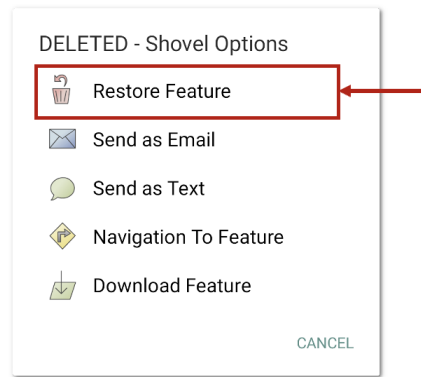 DELETED - Shovel Options
Restore Feature
Send as Email
Send as Text
Navigation To Feature
Download Feature
CANCEL